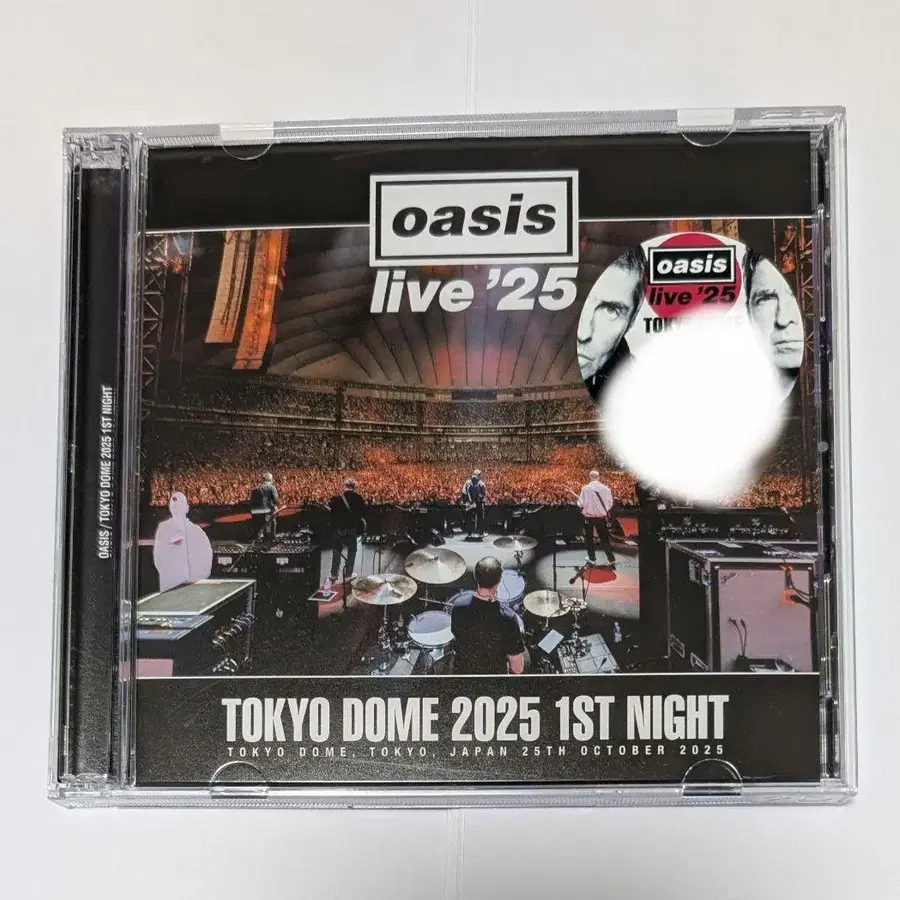 oasis
live '25
oasis
live '25
OASIS / TOKYO DOME 2025 1ST NIGHT
TOKYO DOME 2025 1ST NIGHT
TOKYO DOME, TOKYO, JAPAN 25TH OCTOBER 2025